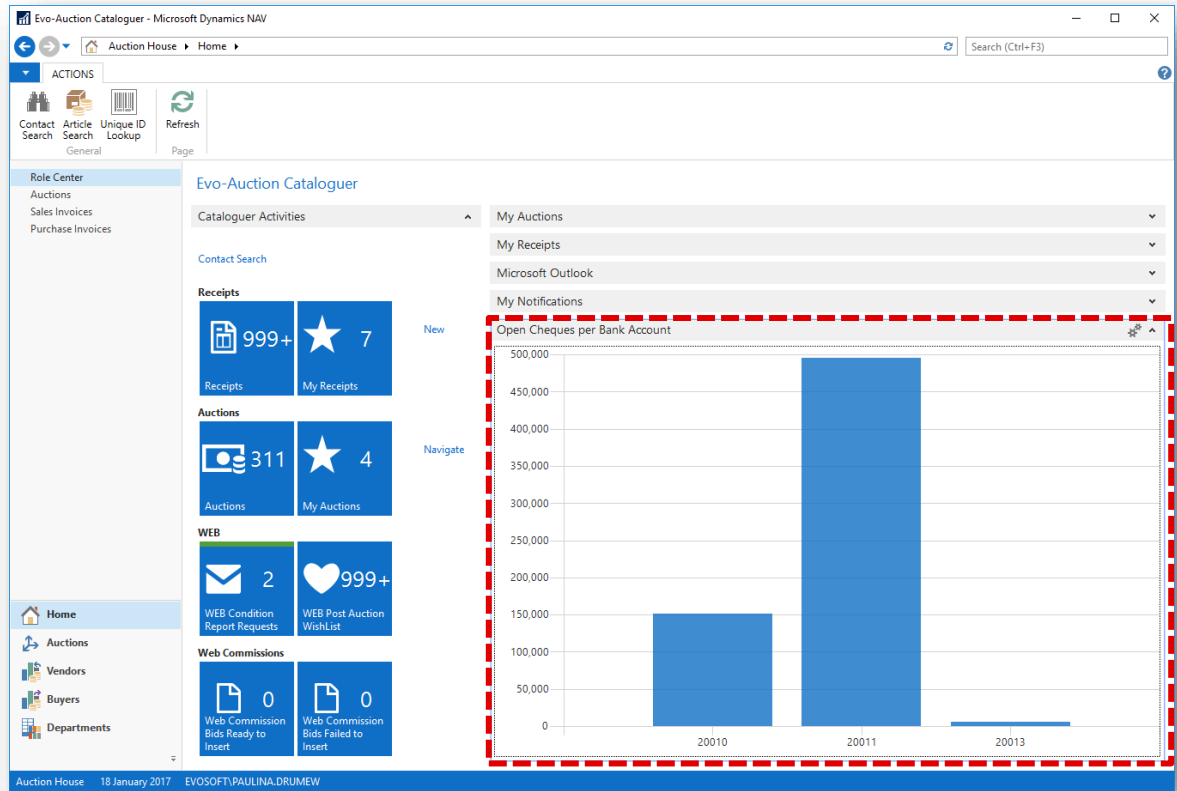 Evo-Auction Cataloguer - Microsoft Dynamics NAV
Auction House Home
Search (Ctrl+F3)
ACTIONS
Contact Search
Article Search
Unique ID Lookup
Refresh
General
Page
Role Center
Auctions
Sales Invoices
Purchase Invoices
Home
Auctions
Vendors
Buyers
Departments
Evo-Auction Cataloguer
Cataloguer Activities
Contact Search
Receipts
999+
Receipts
7
My Receipts
New
Auctions
311
Auctions
4
My Auctions
Navigate
WEB
2
WEB Condition
Report Requests
999+
WEB Post Auction
WishList
Web Commissions
0
Web Commission
Bids Ready to
Insert
0
Web Commission
Bids Failed to
Insert
My Auctions
My Receipts
Microsoft Outlook
My Notifications
Open Cheques per Bank Account
500,000
450,000
400,000
350,000
300,000
250,000
200,000
150,000
100,000
50,000
0
20010 20011 20013
Auction House 18 January 2017 EVOSOFT\PAULINA.DRUMEW